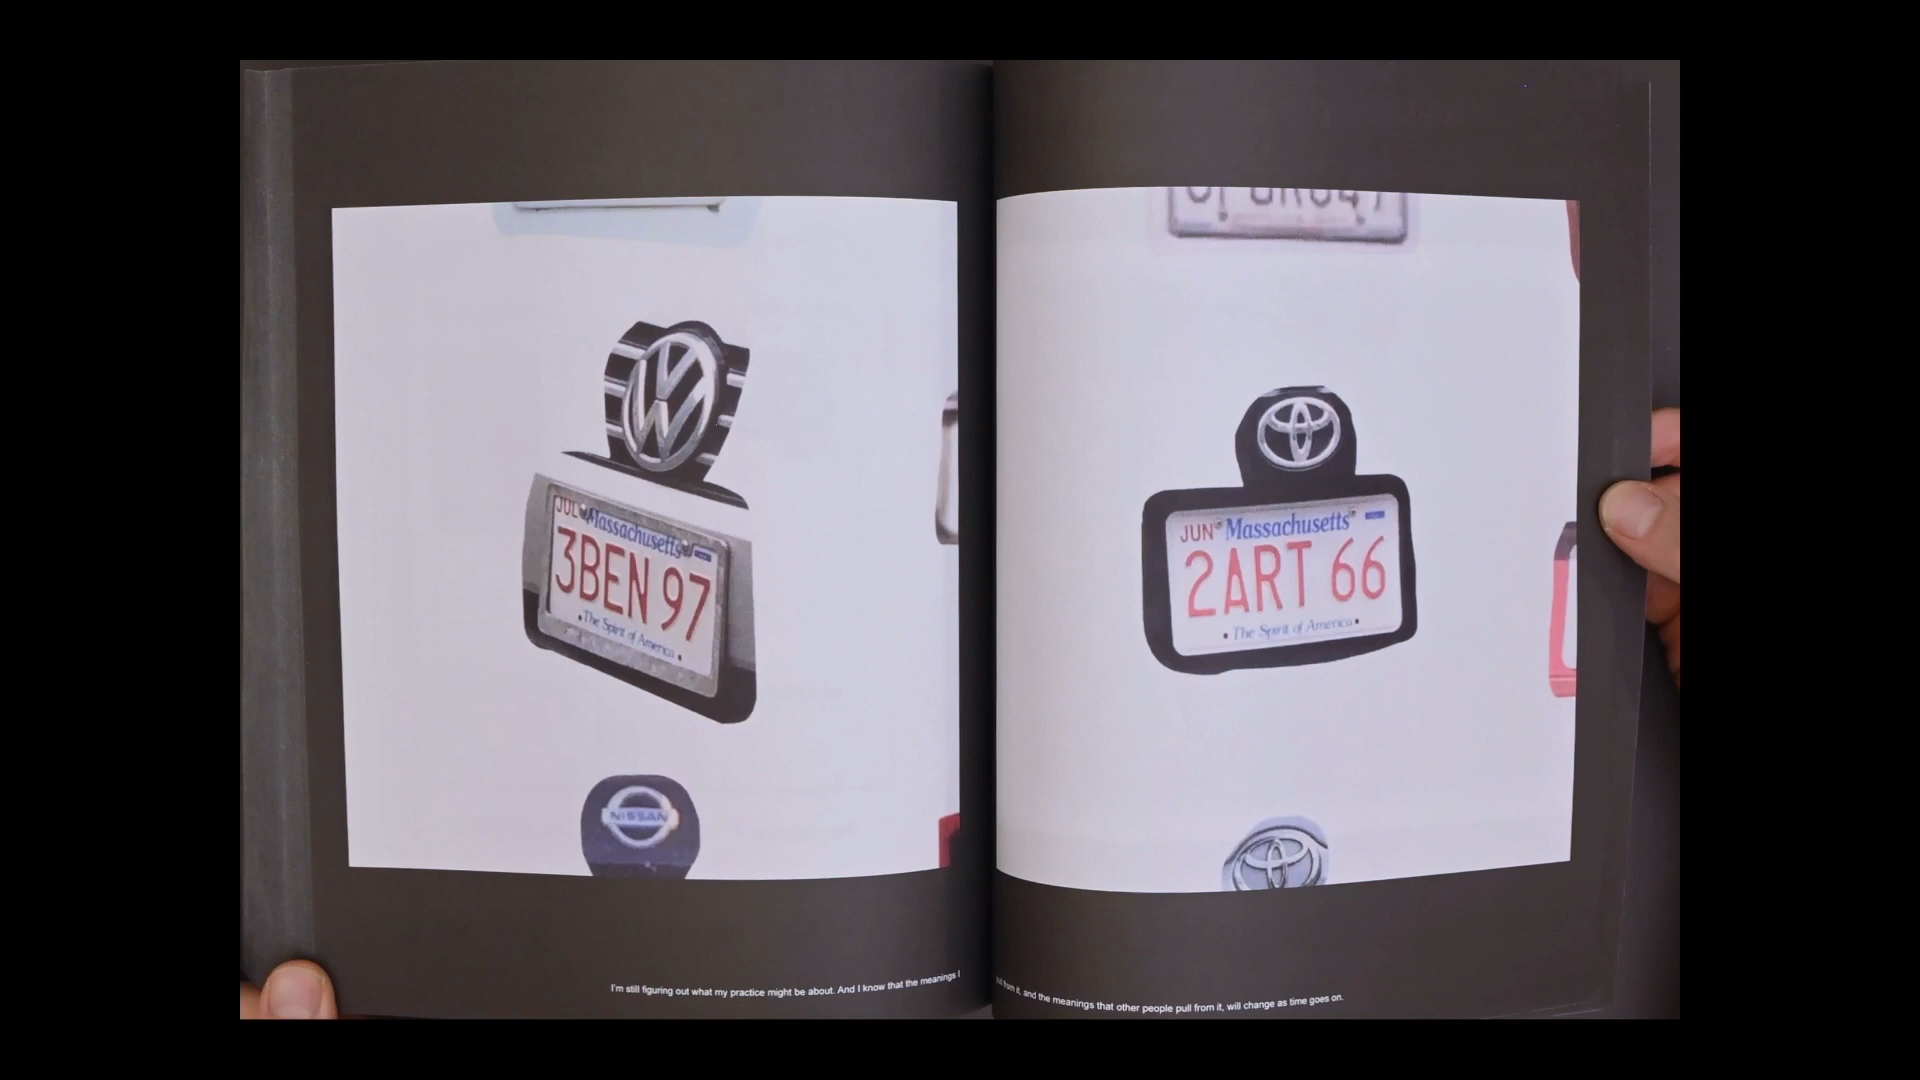 JUL Massachusetts
3BEN 97
The Spirit of America
NISSAN
JUN Massachusetts
2ART 66
The Spirit of America
I'm still figuring out what my practice might be about. And I know that the meanings I
pull from it, and the meanings that other people pull from it, will change as time goes on.